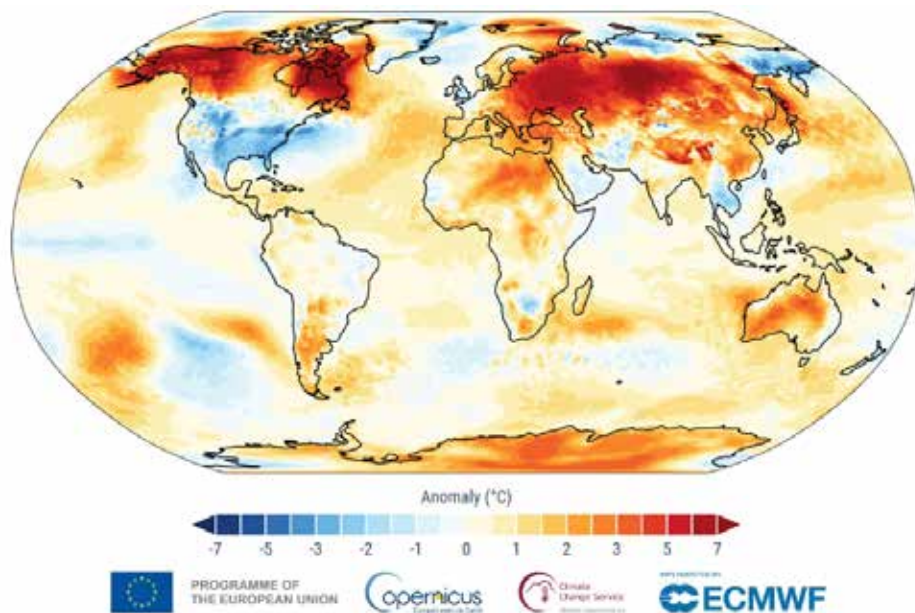 Anomaly (°C)
-7 -5 -3 -2 -1 0 1 2 3 5 7
PROGRAMME OF
THE EUROPEAN UNION
opernicus
Climate
Change Service
ECMWF